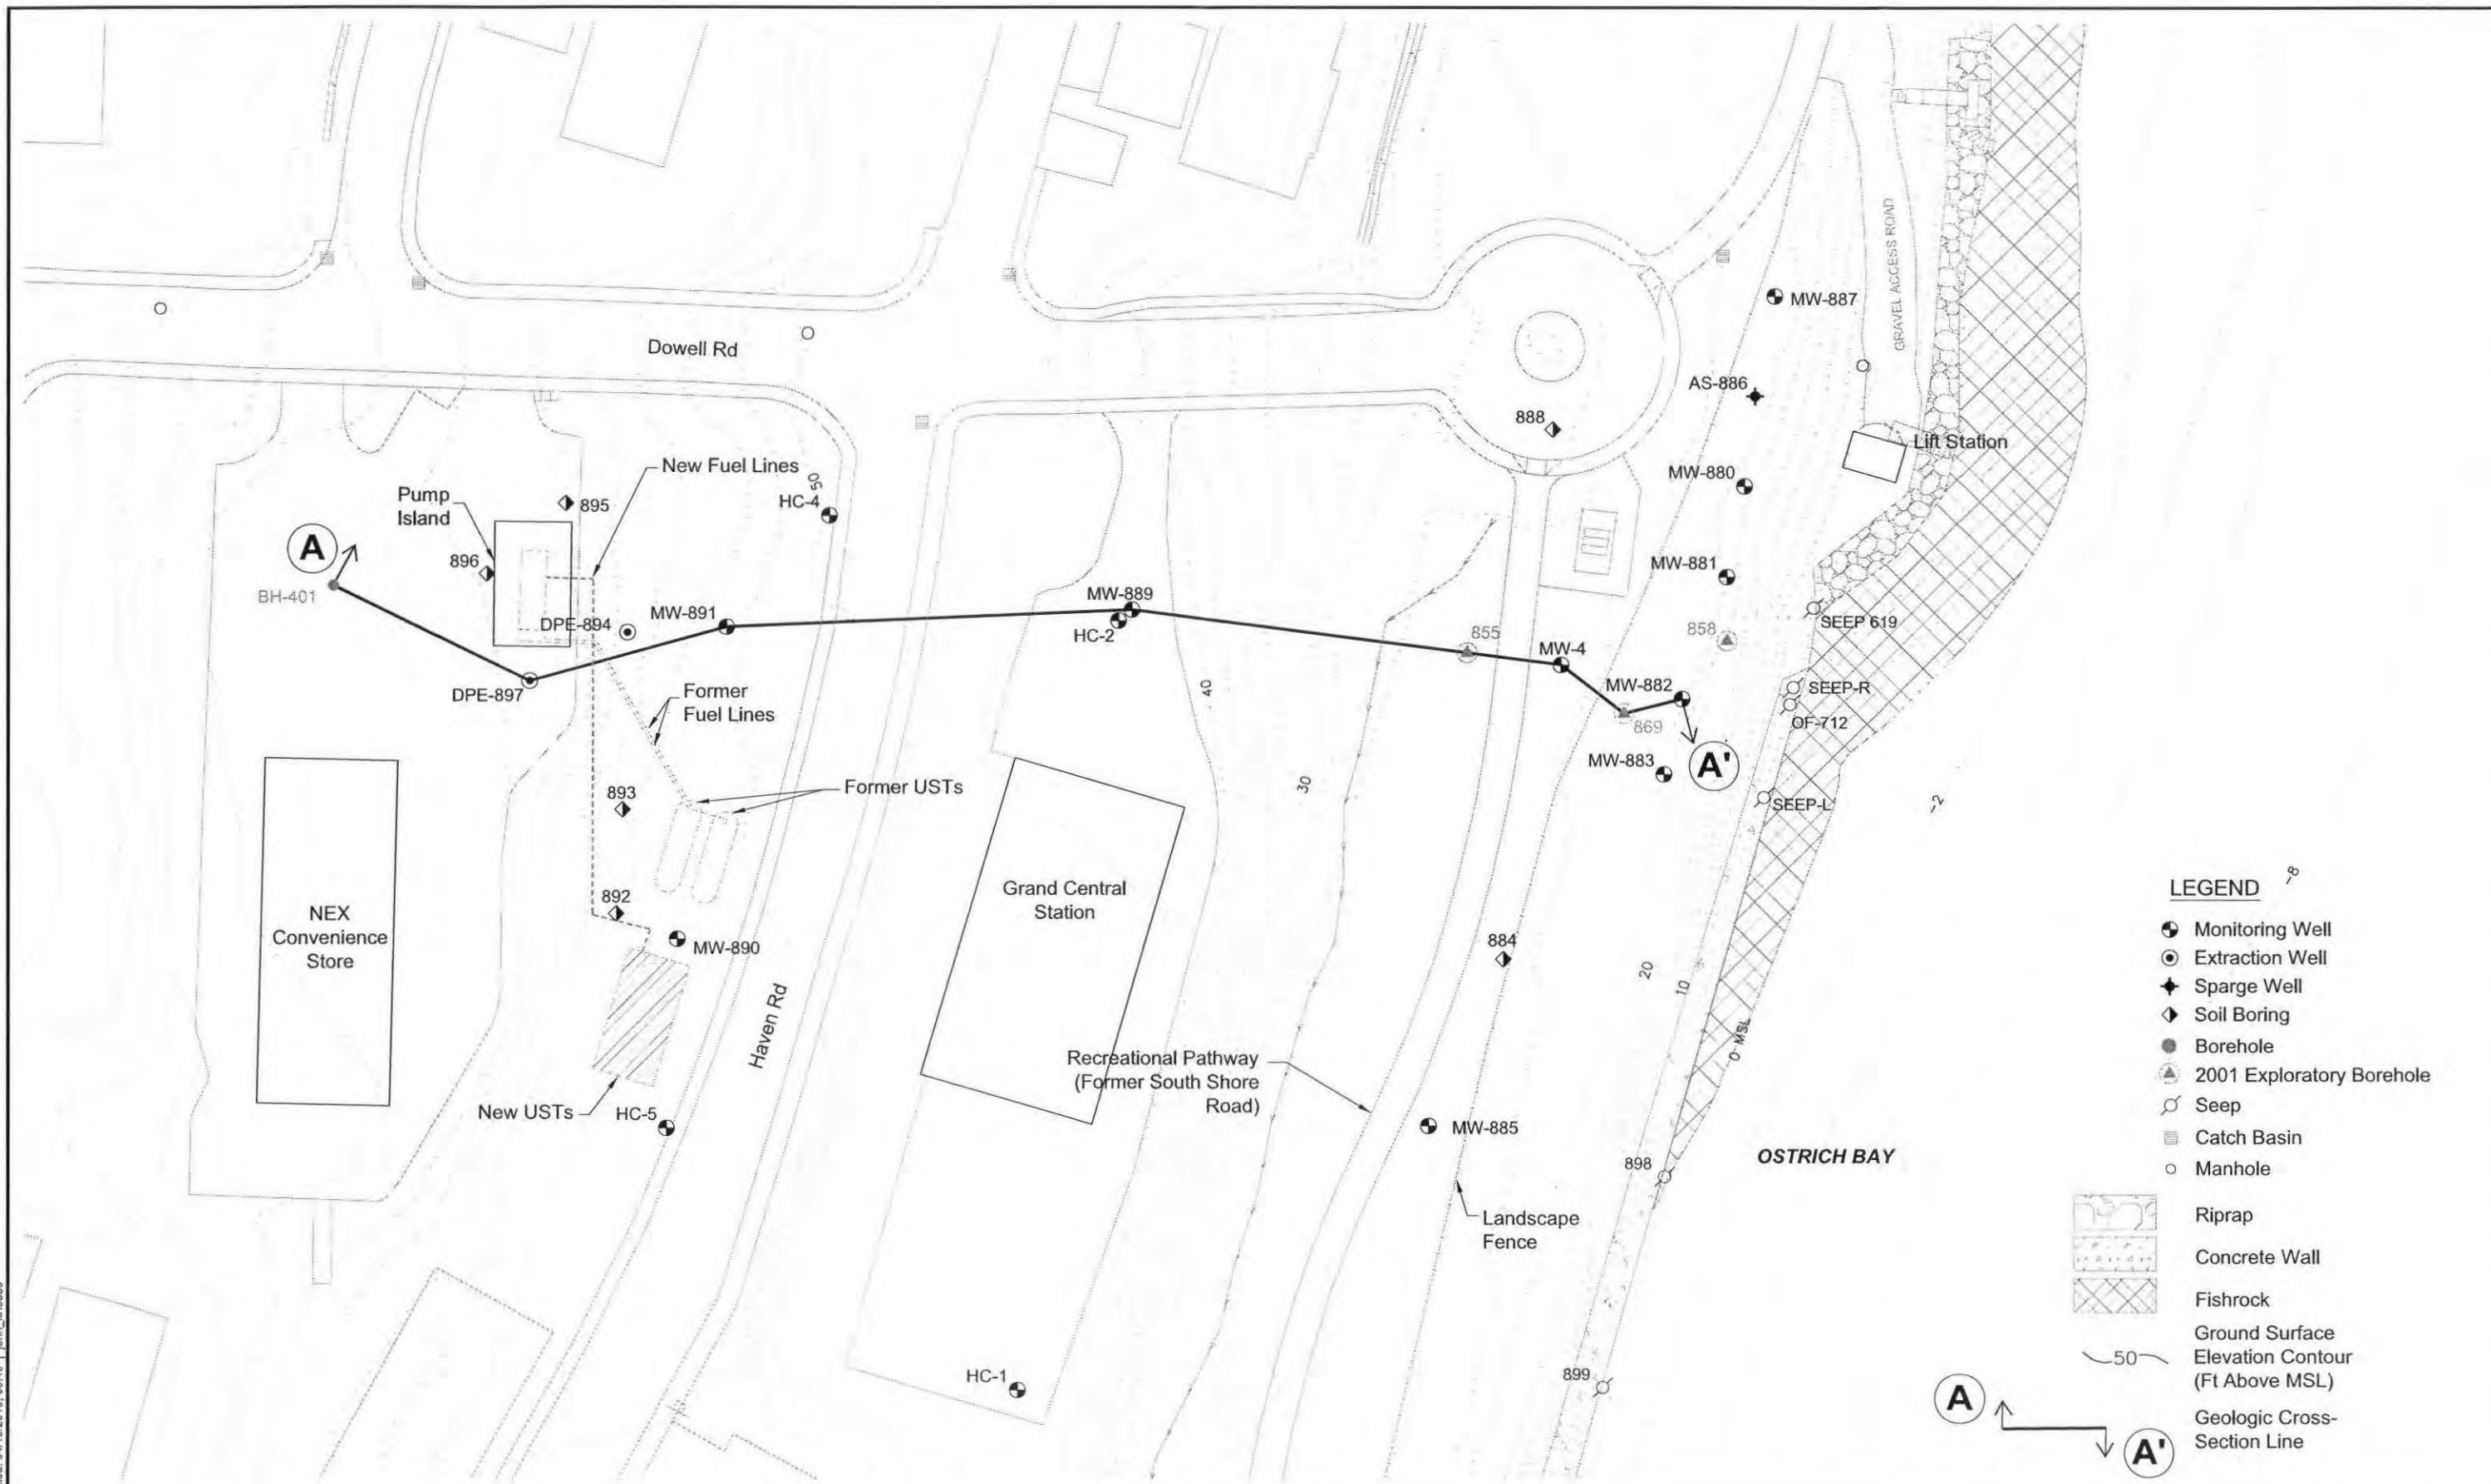 GRAVEL ACCESS ROAD
MW-887
Dowell Rd
AS-886
888
Lift Station
New Fuel Lines
50
MW-880
Pump
Island
895
HC-4
A
896
MW-881
BH-401
MW-889
SEEP 619
DPE-894
MW-891
HC-2
855
858
MW-4
DPE-897
Former
Fuel Lines
40
MW-882
SEEP-R
OF-712
869
MW-883
A'
Former USTs
30
893
SEEP-L
-2
Grand Central
Station
-8
892
NEX
Convenience
Store
MW-890
884
20
10
Haven Rd
0 MSL
Recreational Pathway
(Former South Shore
Road)
New USTs
HC-5
MW-885
898
OSTRICH BAY
Landscape
Fence
HC-1
899
LEGEND
Monitoring Well
Extraction Well
Sparge Well
Soil Boring
Borehole
2001 Exploratory Borehole
Seep
Catch Basin
Manhole
Riprap
Concrete Wall
Fishrock
50
Ground Surface
Elevation Contour
(Ft Above MSL)
A
A'
Geologic Cross-
Section Line